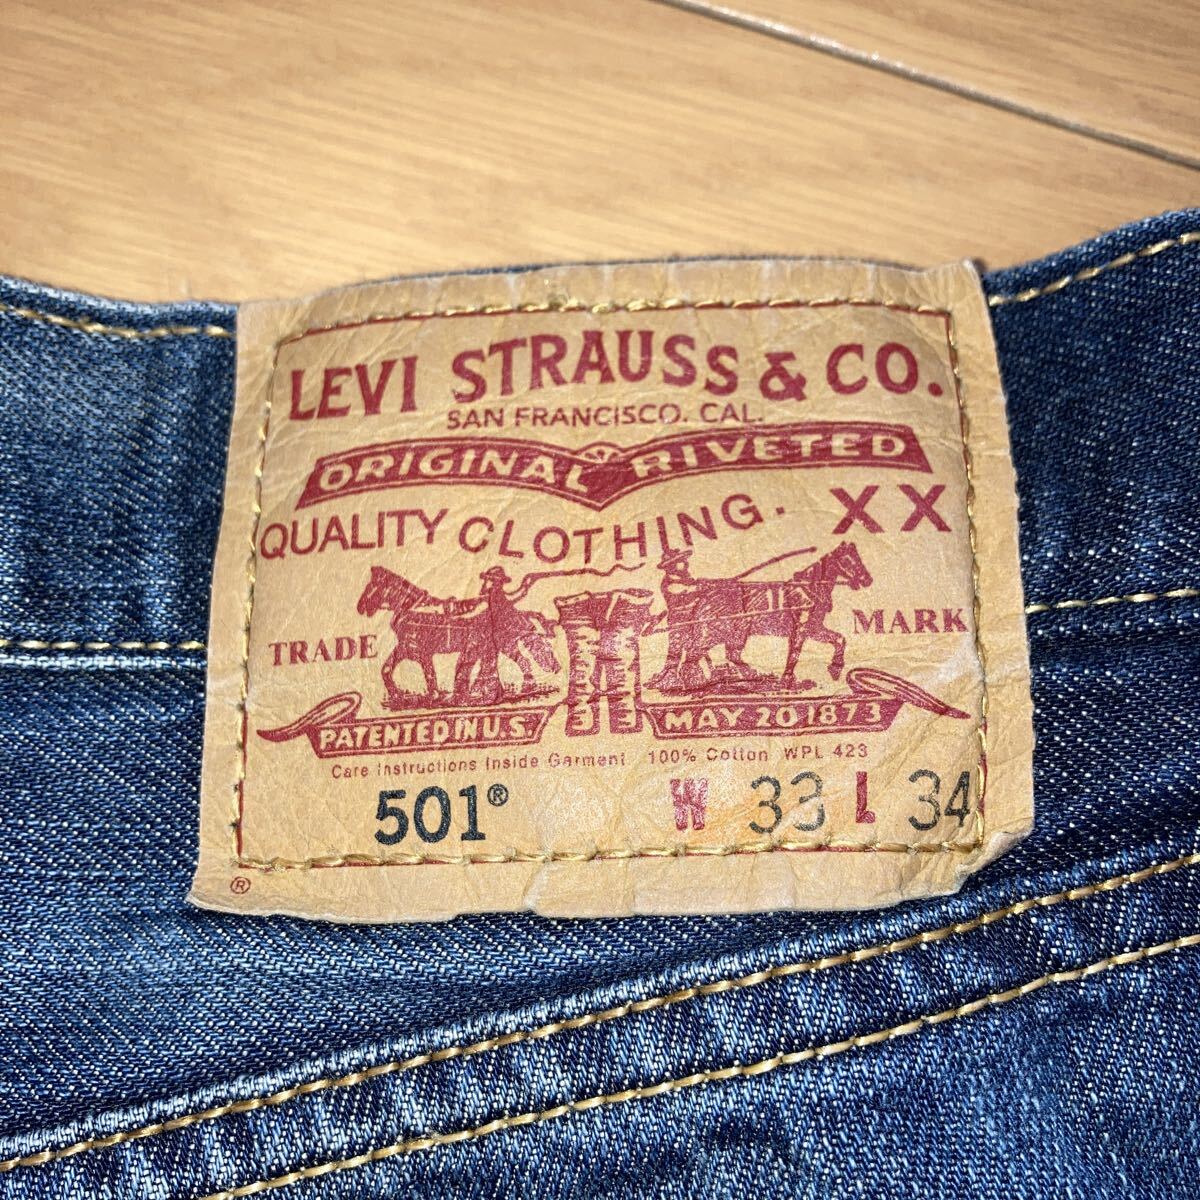 LEVI STRAUSS & CO.
SAN FRANCISCO. CAL.
ORIGINAL RIVETED
QUALITY CLOTHING. XX
TRADE MARK
PATENTED IN U.S. MAY 20 1873
Care Instructions Inside Garment 100% Cotton WPL 423
501® W 33 L 34
®